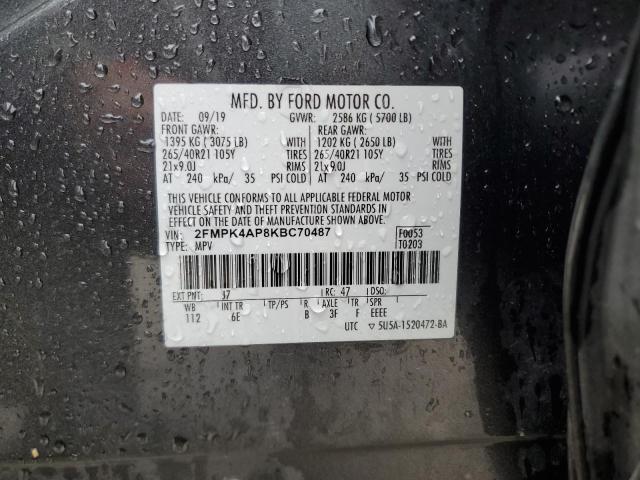 MFD. BY FORD MOTOR CO.
DATE: 09/19 GVWR: 2586 KG ( 5700 LB)
FRONT GAWR: REAR GAWR:
1395 KG ( 3075 LB) 1202 KG ( 2650 LB)
265/40R21 105Y TIRES 265/40R21 105Y TIRES
21x9.0J RIMS 21x9.0J RIMS
AT 240 kPa/ 35 PSI COLD AT 240 kPa/ 35 PSI COLD
THIS VEHICLE CONFORMS TO ALL APPLICABLE FEDERAL MOTOR
VEHICLE SAFETY AND THEFT PREVENTION STANDARDS IN
EFFECT ON THE DATE OF MANUFACTURE SHOWN ABOVE.
VIN: 2FMPK4AP8KBC70487 F0053
TYPE: MPV T0203
EXT PNT: J7 RC: 47 DSO:
WB INT TR TP/PS R AXLE TR SPR
112 6E B 3F F EEEE
UTC ▽ 5U5A-1520472-BA